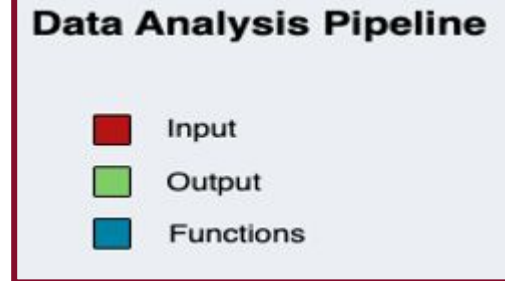 Data Analysis Pipeline
Input
Output
Functions